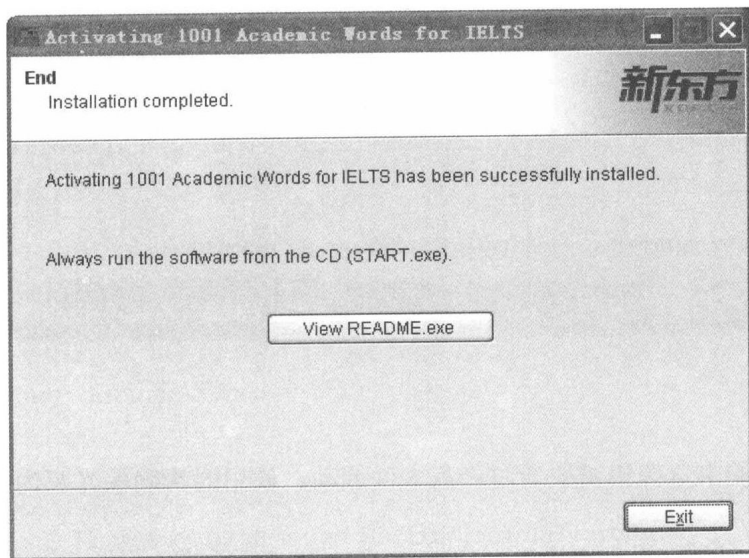 Activating 1001 Academic Words for IELTS
End
Installation completed.
新东方
Activating 1001 Academic Words for IELTS has been successfully installed.
Always run the software from the CD (START.exe).
View README.exe
Exit